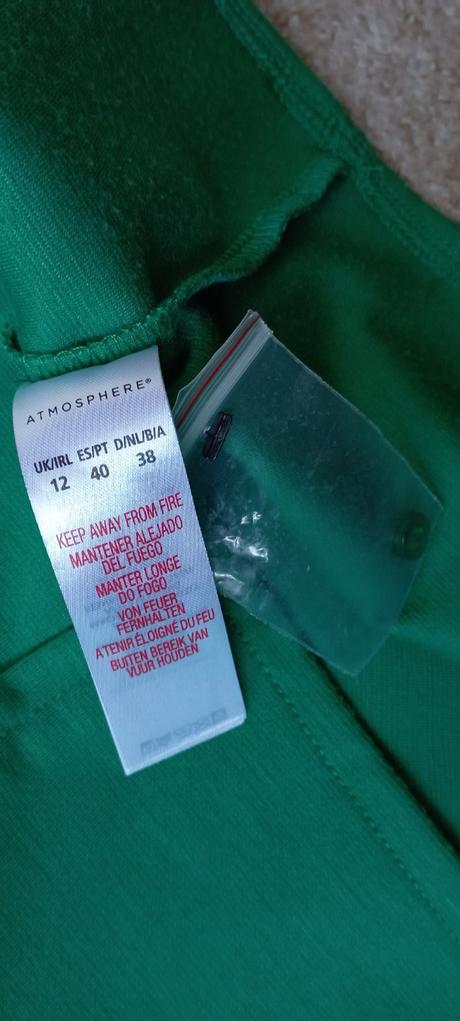 ATMOSPHERE®
UK/IRL ES/PT D/NL/B/A
12 40 38
KEEP AWAY FROM FIRE
MANTENER ALEJADO
DEL FUEGO
MANTER LONGE
DO FOGO
VON FEUER
FERNHALTEN
A TENIR ÉLOIGNÉ DU FEU
BUITEN BEREIK VAN
VUUR HOUDEN